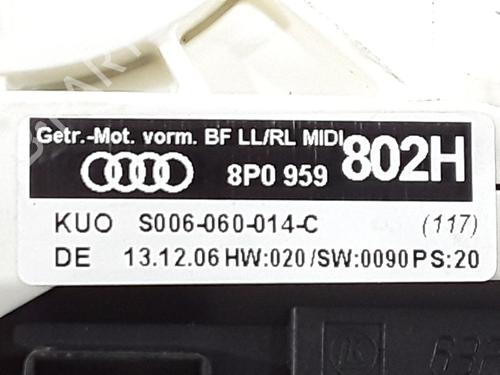 Getr.-Mot. vorm. BF LL/RL MIDI
8P0 959 802H
KUO S006-060-014-C (117)
DE 13.12.06 HW:020/SW:0090 PS:20